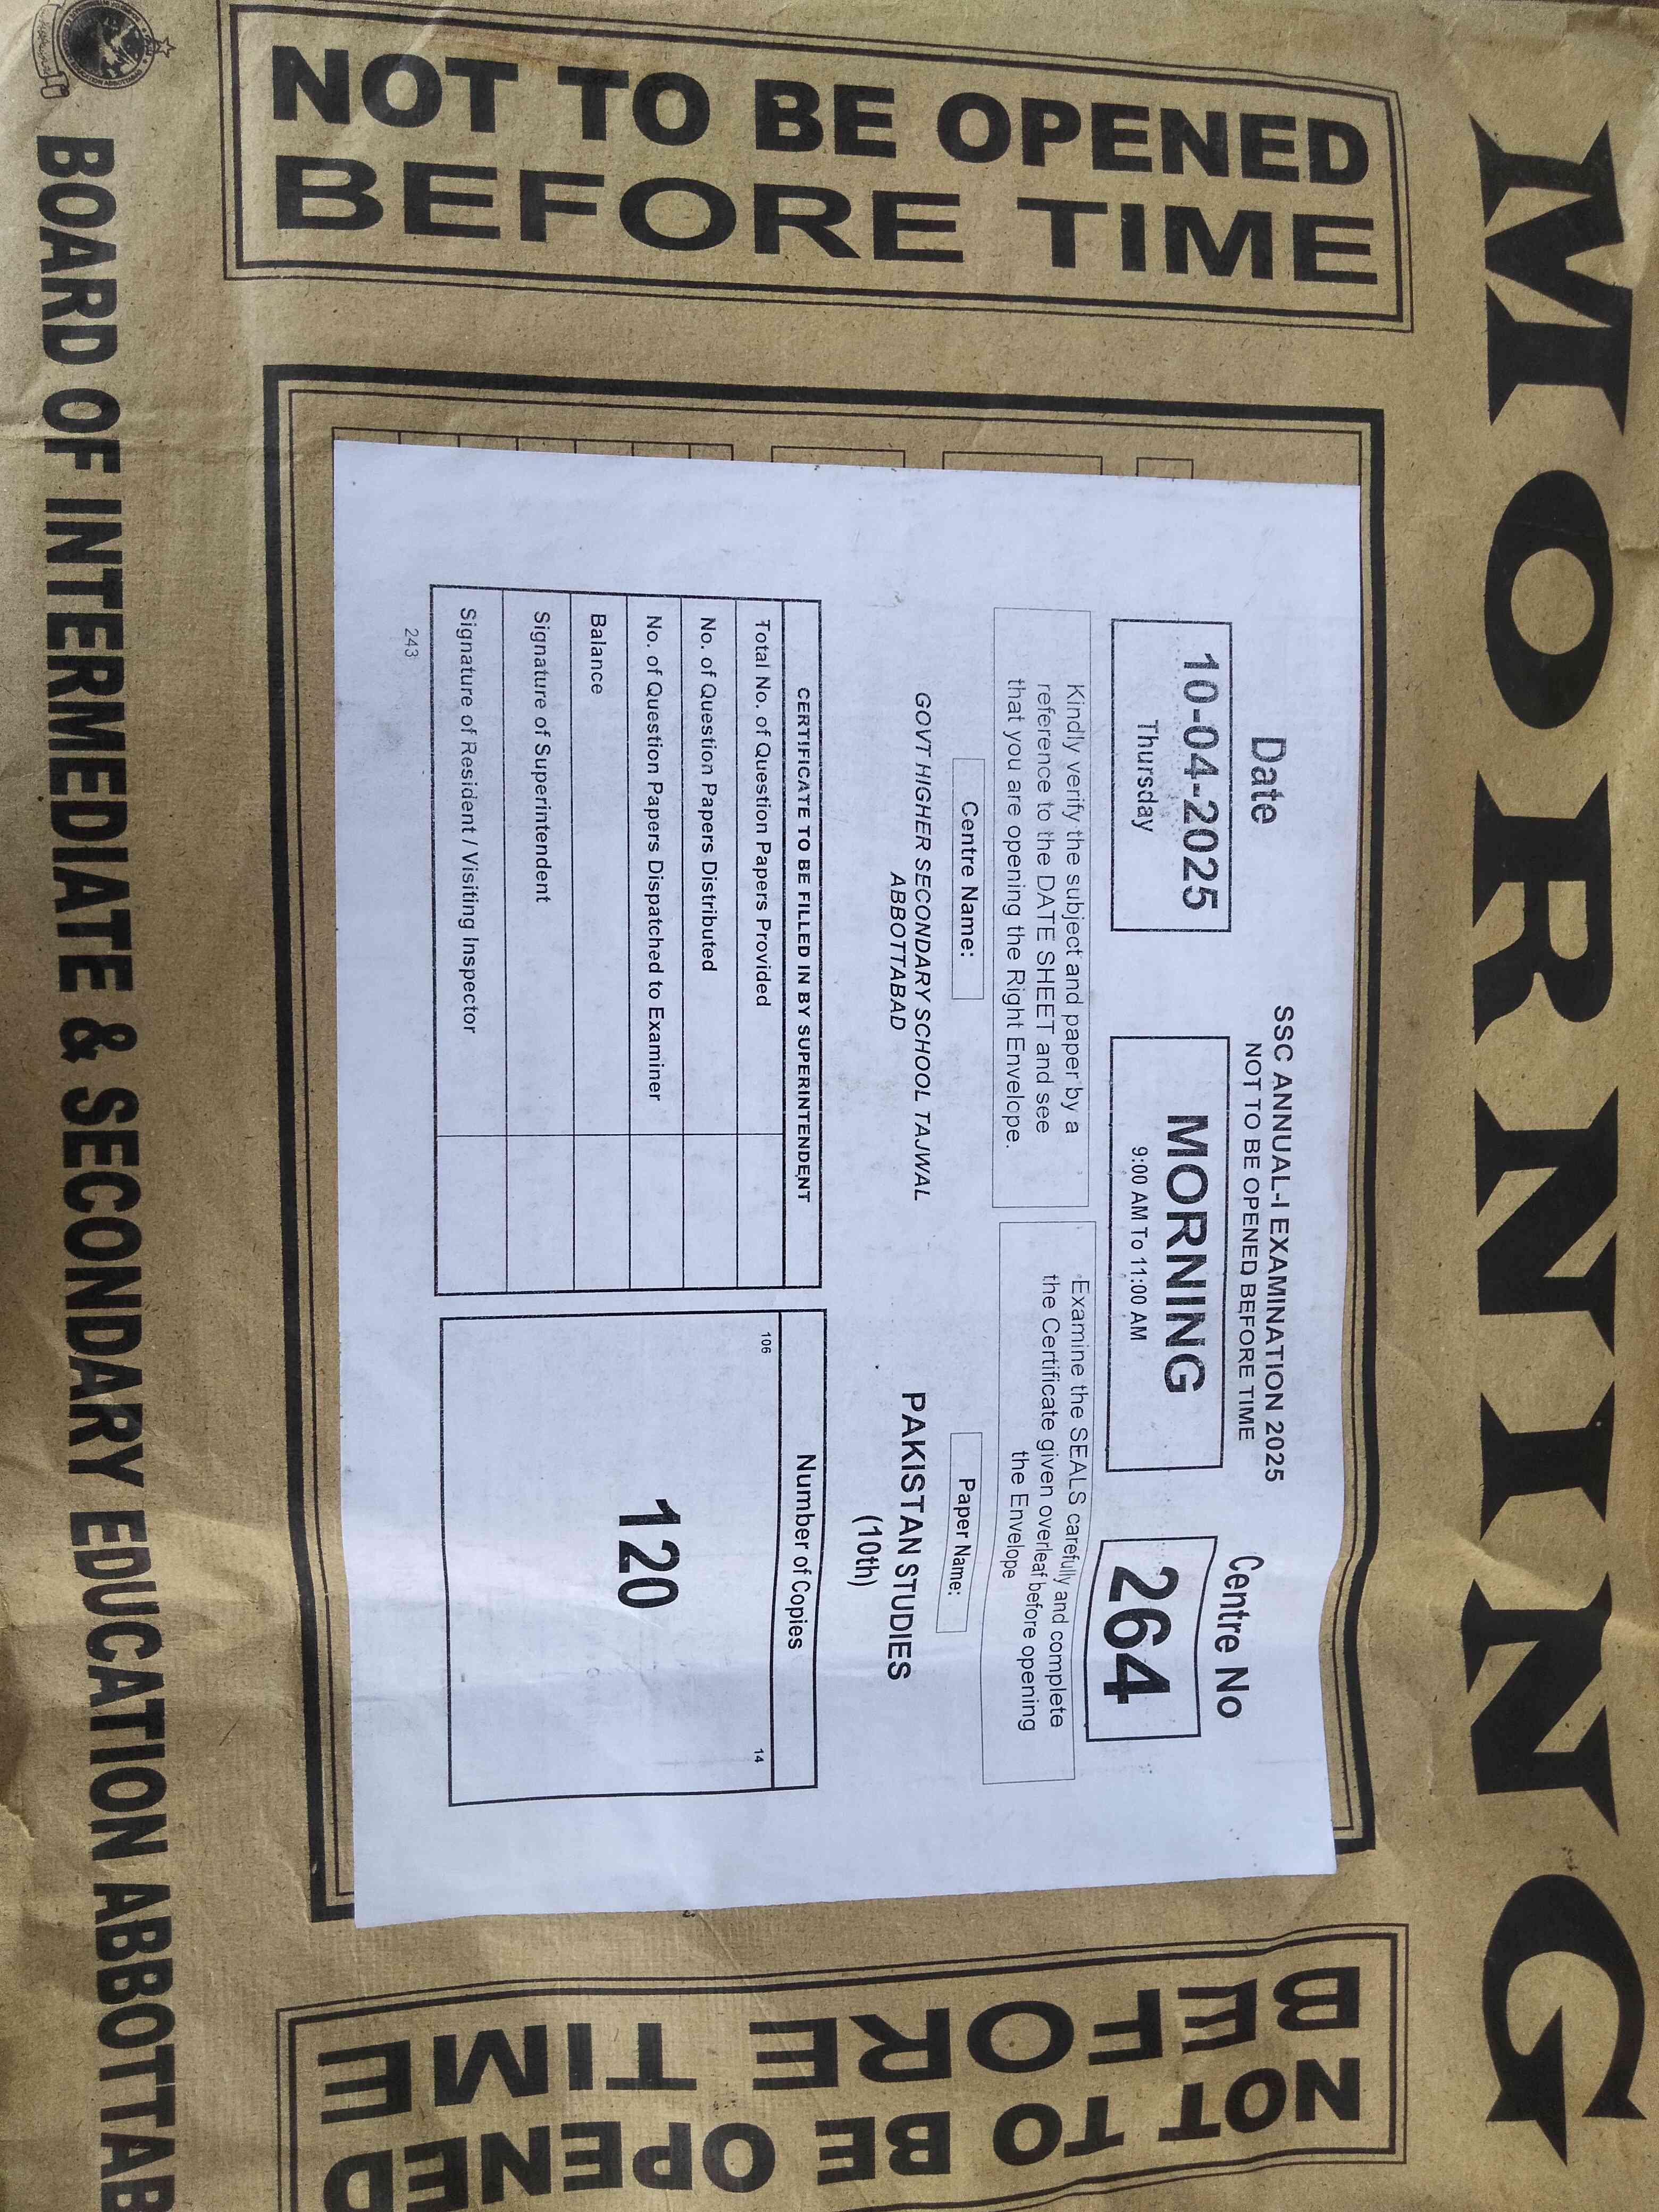 MORNING
NOT TO BE OPENED
BEFORE TIME
SSC ANNUAL-I EXAMINATION 2025
NOT TO BE OPENED BEFORE TIME
Date
10-04-2025
Thursday
MORNING
9:00 AM To 11:00 AM
Centre No
264
Kindly verify the subject and paper by a
reference to the DATE SHEET and see
that you are opening the Right Envelope.
Examine the SEALS carefully and complete
the Certificate given overleaf before opening
the Envelope
Centre Name:
GOVT HIGHER SECONDARY SCHOOL TAJWAL
ABBOTTABAD
Paper Name:
PAKISTAN STUDIES
(10th)
CERTIFICATE TO BE FILLED IN BY SUPERINTENDENT
Total No. of Question Papers Provided
No. of Question Papers Distributed
No. of Question Papers Dispatched to Examiner
Balance
Signature of Superintendent
Signature of Resident / Visiting Inspector
243
Number of Copies
106
14
120
NOT TO BE OPENED
BEFORE TIME
BOARD OF INTERMEDIATE & SECONDARY EDUCATION ABBOTTAB